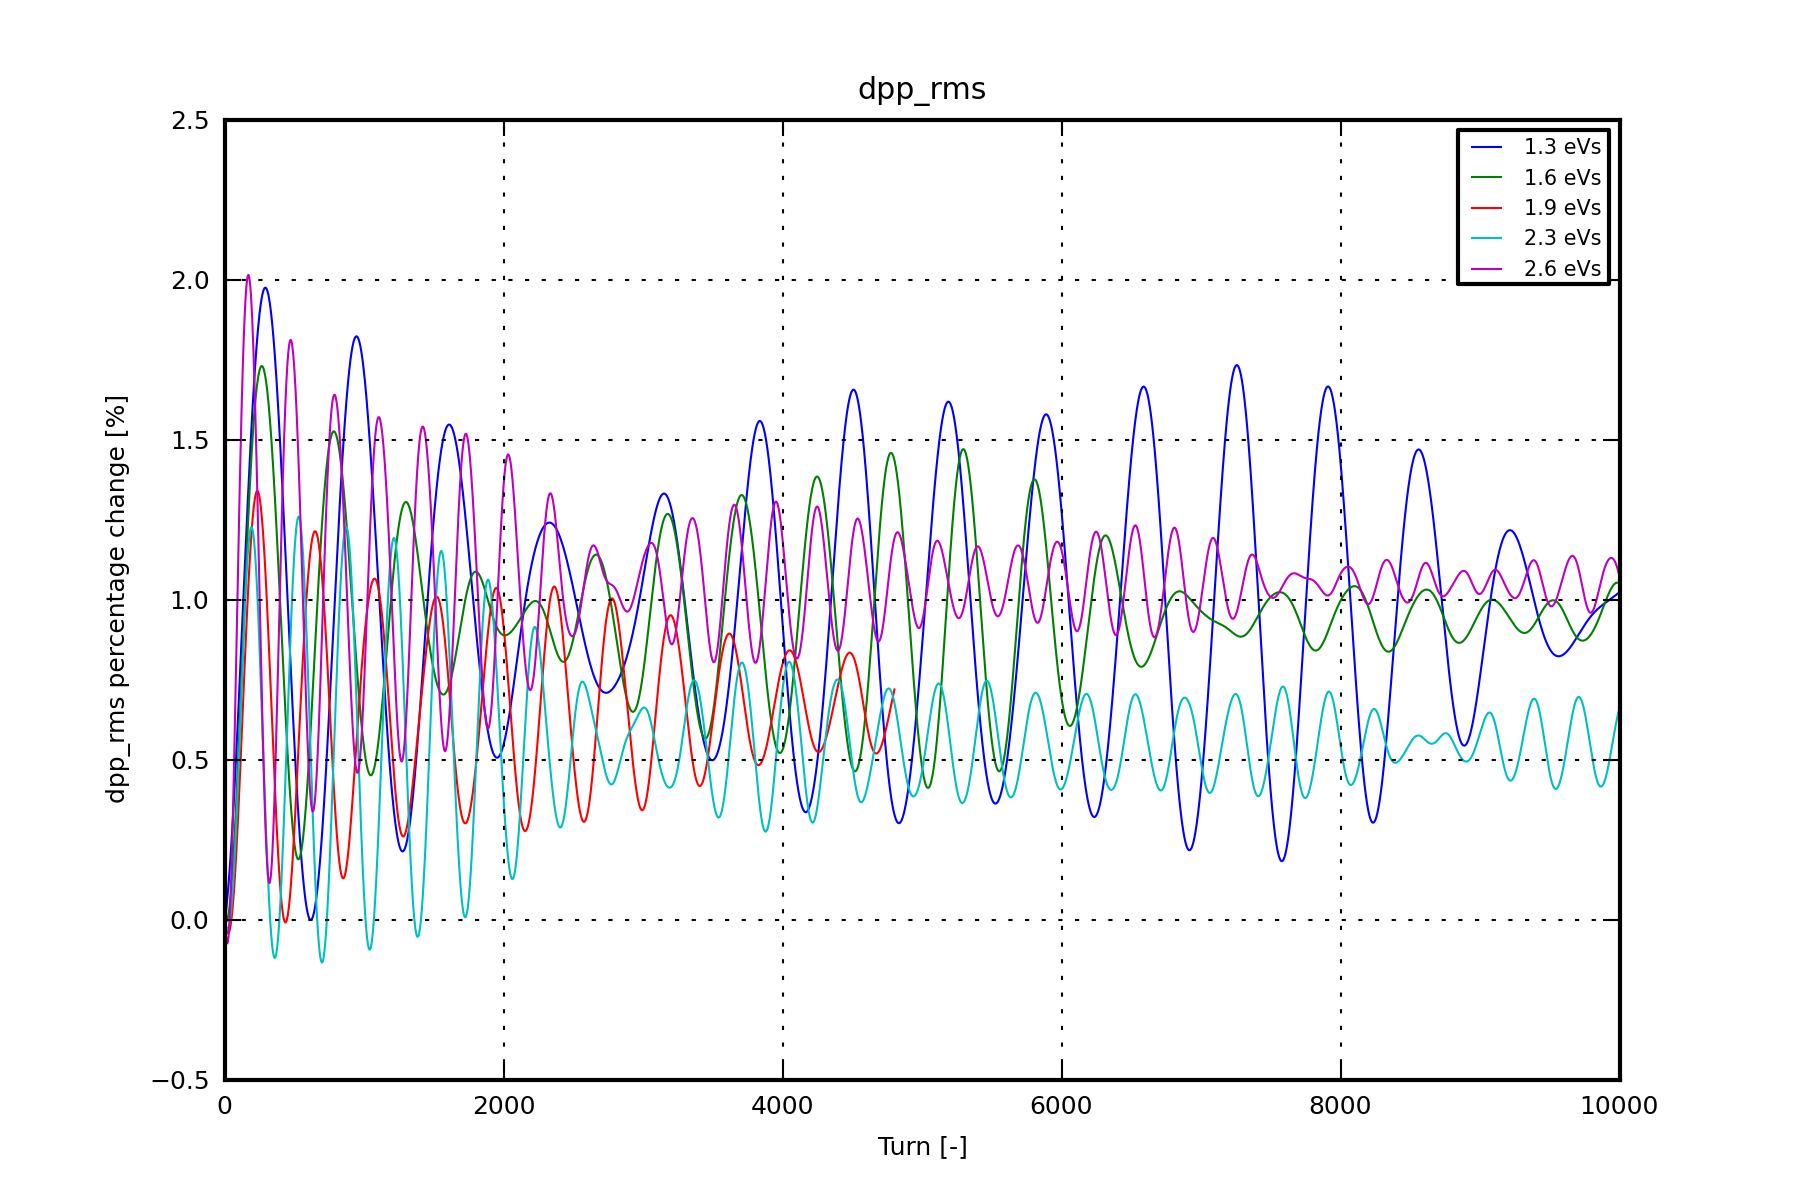 dpp_rms
2.5
2.0
1.5
1.0
0.5
0.0
−0.5
dpp_rms percentage change [%]
1.3 eVs
1.6 eVs
1.9 eVs
2.3 eVs
2.6 eVs
0 2000 4000 6000 8000 10000
Turn [-]